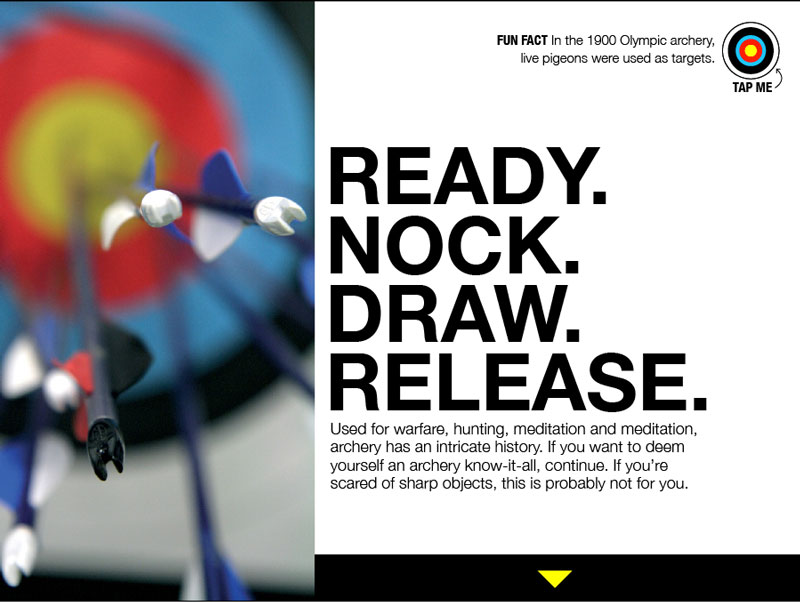 FUN FACT In the 1900 Olympic archery,
live pigeons were used as targets.
TAP ME
READY.
NOCK.
DRAW.
RELEASE.
Used for warfare, hunting, meditation and meditation,
archery has an intricate history. If you want to deem
yourself an archery know-it-all, continue. If you’re
scared of sharp objects, this is probably not for you.